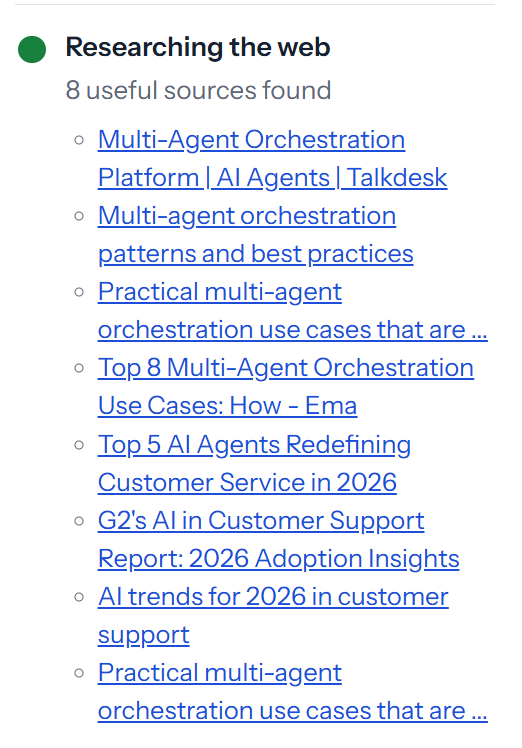 Researching the web
8 useful sources found
Multi-Agent Orchestration
Platform | AI Agents | Talkdesk
Multi-agent orchestration
patterns and best practices
Practical multi-agent
orchestration use cases that are ...
Top 8 Multi-Agent Orchestration
Use Cases: How - Ema
Top 5 AI Agents Redefining
Customer Service in 2026
G2's AI in Customer Support
Report: 2026 Adoption Insights
AI trends for 2026 in customer
support
Practical multi-agent
orchestration use cases that are ...